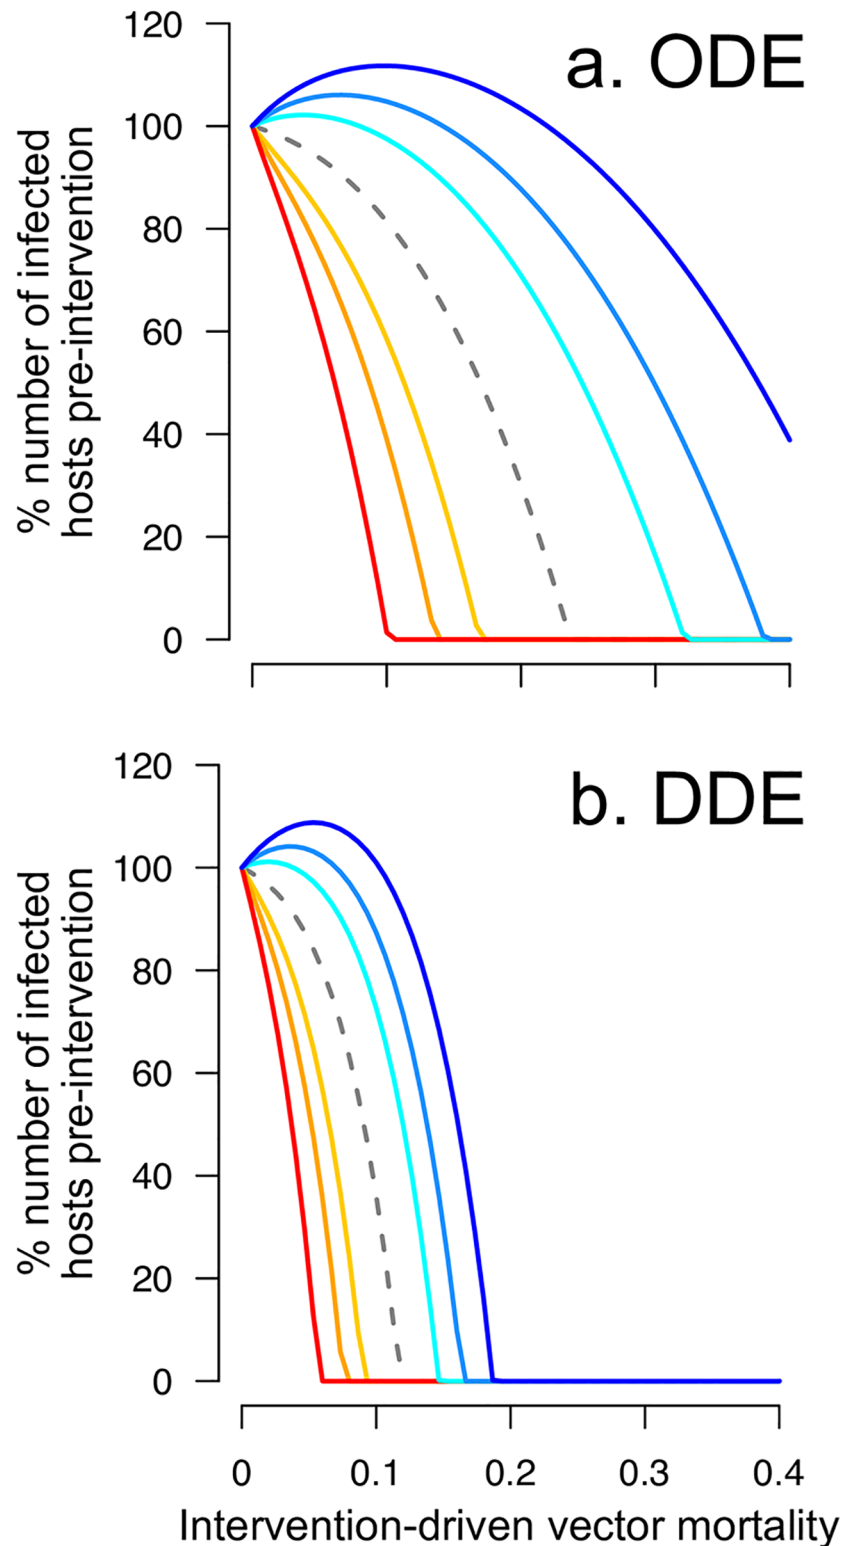 a. ODE
% number of infected
hosts pre-intervention
120
100
80
60
40
20
0
b. DDE
% number of infected
hosts pre-intervention
120
100
80
60
40
20
0
0 0.1 0.2 0.3 0.4
Intervention-driven vector mortality